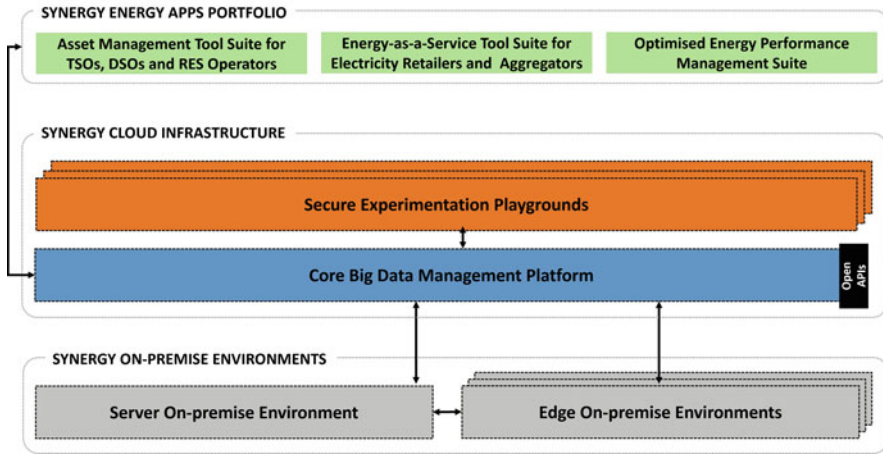 SYNERGY ENERGY APPS PORTFOLIO
Asset Management Tool Suite for
TSOs, DSOs and RES Operators
Energy-as-a-Service Tool Suite for
Electricity Retailers and Aggregators
Optimised Energy Performance
Management Suite
SYNERGY CLOUD INFRASTRUCTURE
Secure Experimentation Playgrounds
Core Big Data Management Platform
Open
APIs
SYNERGY ON-PREMISE ENVIRONMENTS
Server On-premise Environment
Edge On-premise Environments